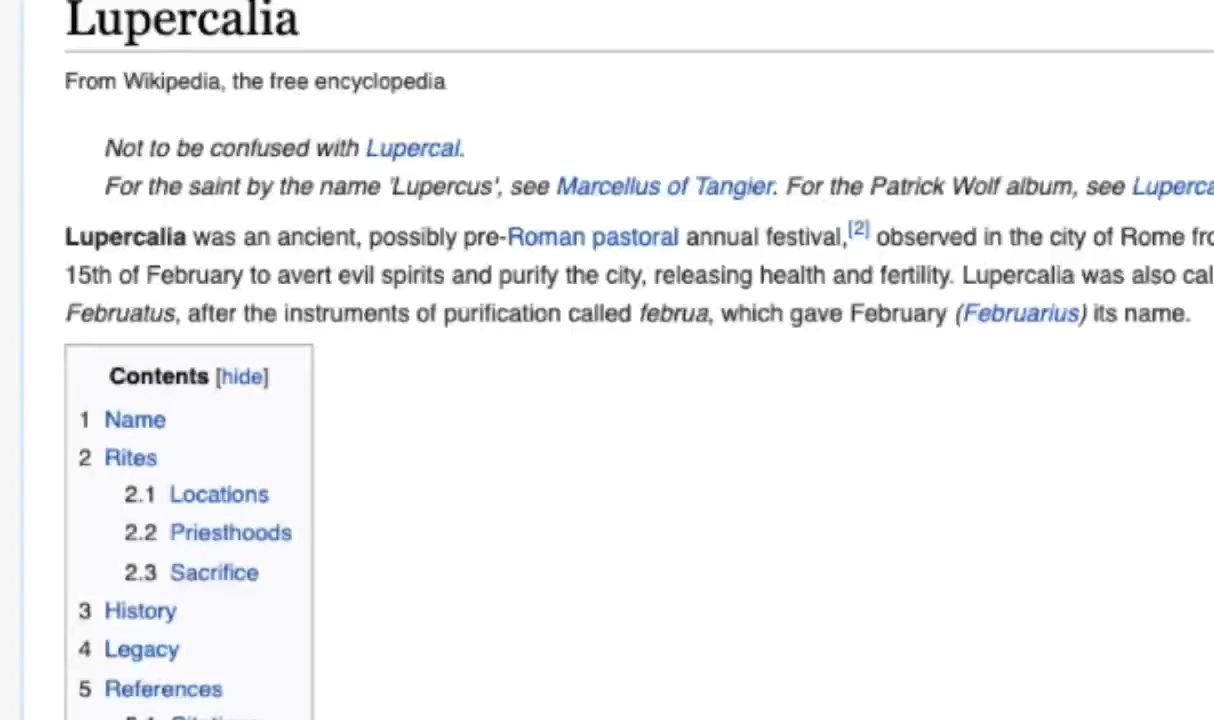 Lupercalia
From Wikipedia, the free encyclopedia
Not to be confused with Lupercal.
For the saint by the name 'Lupercus', see Marcellus of Tangier. For the Patrick Wolf album, see
Lupercalia was an ancient, possibly pre-Roman pastoral annual festival,[2] observed in the city of Rome
15th of February to avert evil spirits and purify the city, releasing health and fertility. Lupercalia was also
Februatus, after the instruments of purification called februa, which gave February (Februarius) its name.
Contents [hide]
1 Name
2 Rites
2.1 Locations
2.2 Priesthoods
2.3 Sacrifice
3 History
4 Legacy
5 References